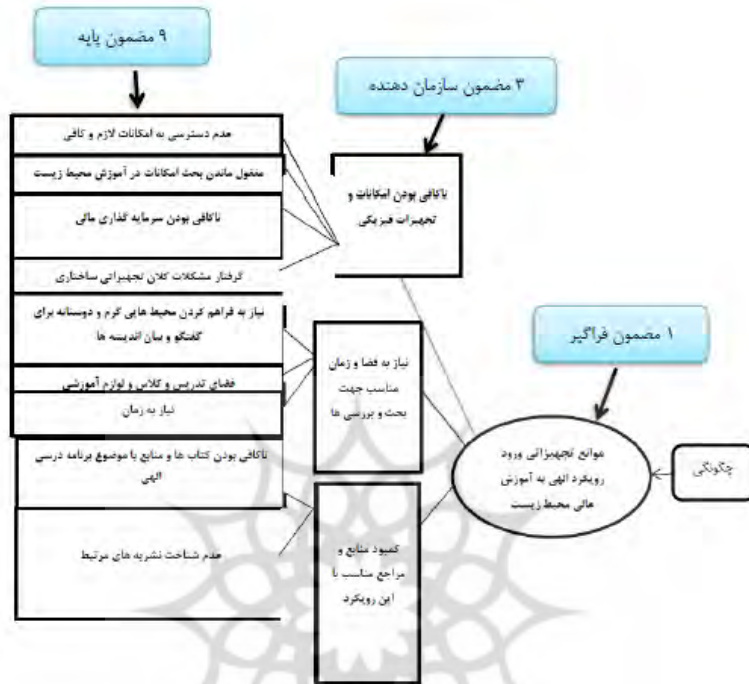 ۹ مضمون پایه
۳ مضمون سازمان دهنده
۱ مضمون فراگیر
عدم دسترسی به امکانات لازم و کافی
مغفول ماندن بحث امکانات در آموزش محیط زیست
ناکافی بودن سرمایه گذاری مالی
گرفتار مشکلات کلان تجهیزاتی ساختاری
نیاز به فراهم کردن محیط هایی گرم و دوستانه برای
گفتگو و بیان اندیشه ها
فضای تدریس و کلاس و لوازم آموزشی
نیاز به زمان
ناکافی بودن کتاب ها و منابع با موضوع برنامه درسی
الهی
عدم شناخت نشریه های مرتبط
ناکافی بودن امکانات و
تجهیزات فیزیکی
نیاز به فضا و زمان
مناسب جهت
بحث و بررسی ها
کمبود منابع و
مراجع مناسب با
این رویکرد
موانع تجهیزاتی ورود
رویکرد الهی به آموزش
عالی محیط زیست
چگونگی